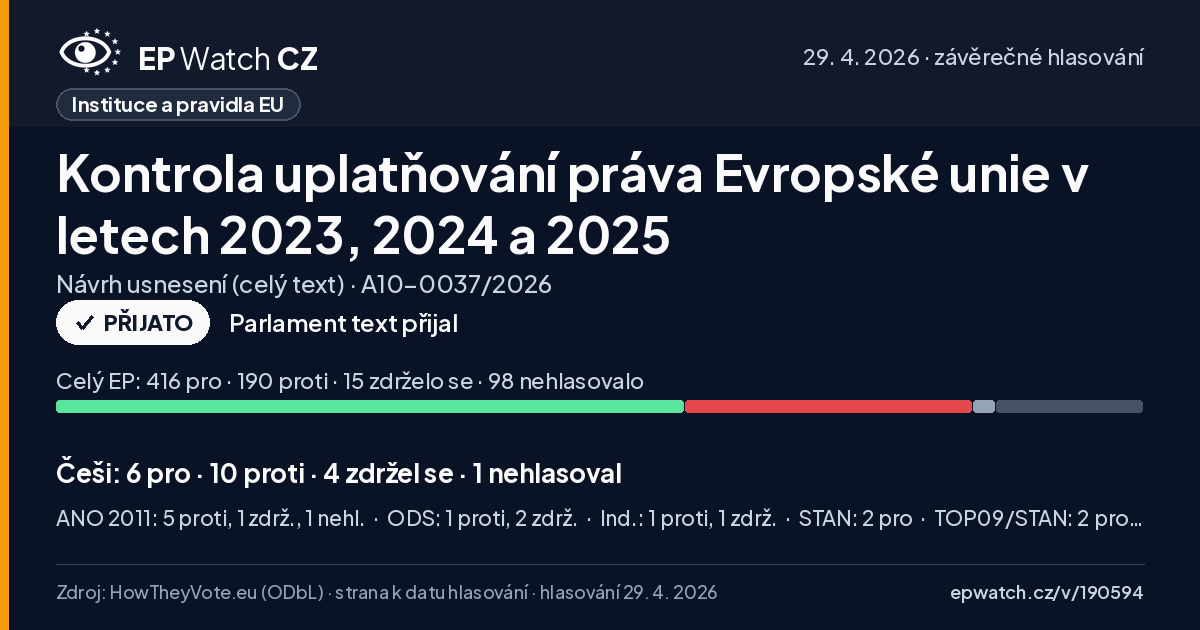 EP Watch CZ
29. 4. 2026 · závěrečné hlasování
Instituce a pravidla EU
Kontrola uplatňování práva Evropské unie v
letech 2023, 2024 a 2025
Návrh usnesení (celý text) · A10–0037/2026
✓ PŘIJATO Parlament text přijal
Celý EP: 416 pro · 190 proti · 15 zdrželo se · 98 nehlasovalo
Češi: 6 pro · 10 proti · 4 zdržel se · 1 nehlasoval
ANO 2011: 5 proti, 1 zdrž., 1 nehl. · ODS: 1 proti, 2 zdrž. · Ind.: 1 proti, 1 zdrž. · STAN: 2 pro · TOP09/STAN: 2 pro…
Zdroj: HowTheyVote.eu (ODbL) · strana k datu hlasování · hlasování 29. 4. 2026
epwatch.cz/v/190594